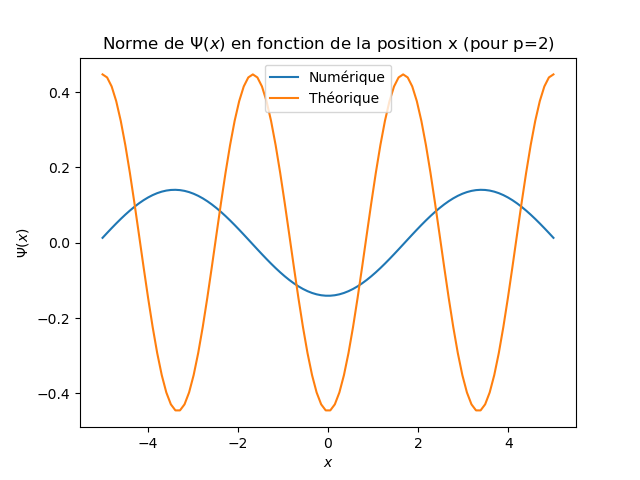 Norme de Ψ(x) en fonction de la position x (pour p=2)
Numérique
Théorique
Ψ(x)
0.4
0.2
0.0
−0.2
−0.4
−4
−2
0
2
4
x